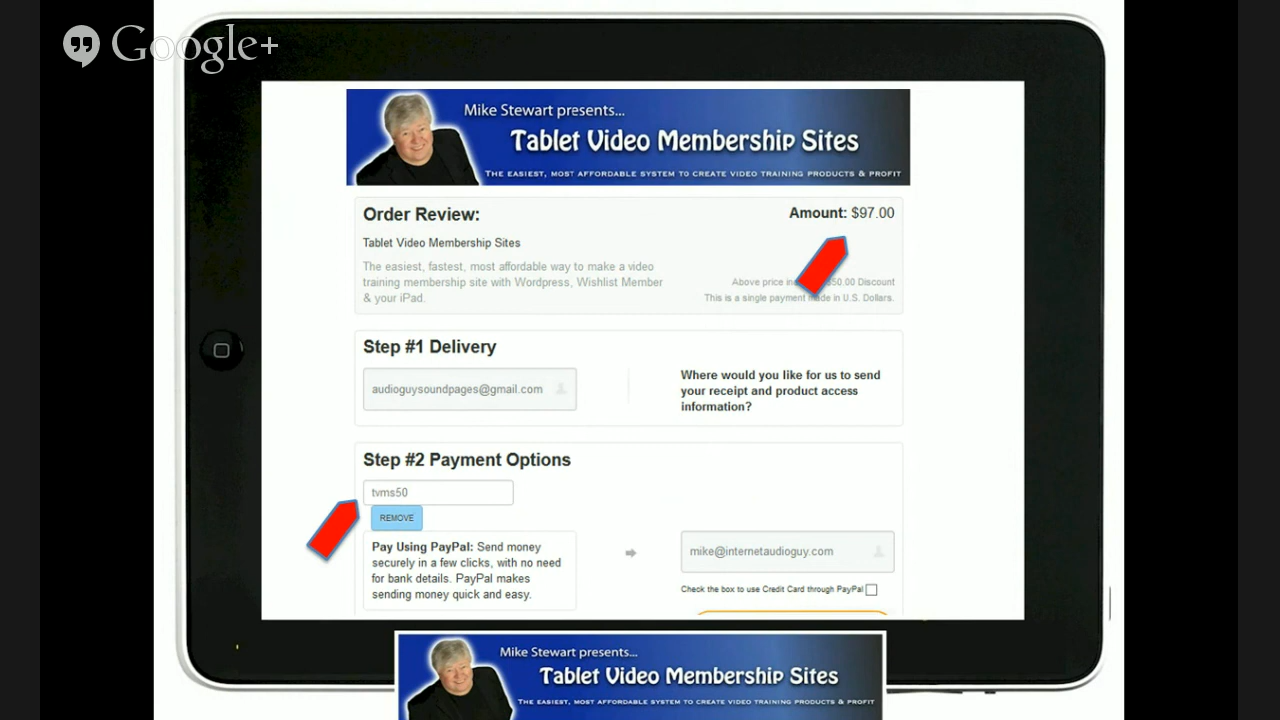 Google+
Mike Stewart presents...
Tablet Video Membership Sites
THE EASIEST, MOST AFFORDABLE SYSTEM TO CREATE VIDEO TRAINING PRODUCTS & PROFIT
Order Review:
Amount: $97.00
Tablet Video Membership Sites
The easiest, fastest, most affordable way to make a video
training membership site with Wordpress, Wishlist Member
& your iPad.
Above price in 50.00 Discount
This is a single payment made in U.S. Dollars.
Step #1 Delivery
audioguysoundpages@gmail.com
Where would you like for us to send
your receipt and product access
information?
Step #2 Payment Options
tvms50
REMOVE
Pay Using PayPal: Send money
securely in a few clicks, with no need
for bank details. PayPal makes
sending money quick and easy.
mike@internetaudioguy.com
Check the box to use Credit Card through PayPal
Mike Stewart presents...
Tablet Video Membership Sites
THE EASIEST, MOST AFFORDABLE SYSTEM TO CREATE VIDEO TRAINING PRODUCTS & PROFIT